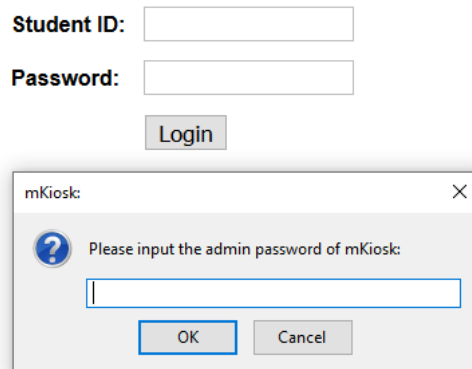 Student ID:
Password:
Login
mKiosk:
Please input the admin password of mKiosk:
OK Cancel